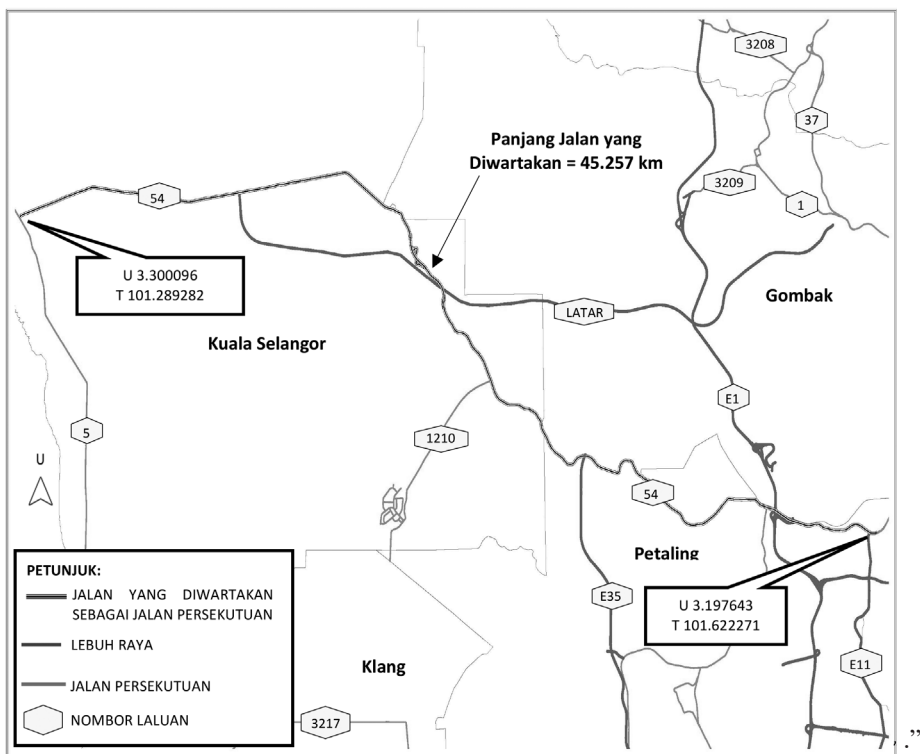 3208
37
Panjang Jalan yang
Diwartakan = 45.257 km
3209
54
1
U 3.300096
T 101.289282
Gombak
LATAR
Kuala Selangor
E1
5
1210
U
54
Petaling
PETUNJUK:
JALAN YANG DIWARTAKAN
SEBAGAI JALAN PERSEKUTUAN
LEBUH RAYA
JALAN PERSEKUTUAN
NOMBOR LALUAN
E35
U 3.197643
T 101.622271
Klang
E11
3217
.”